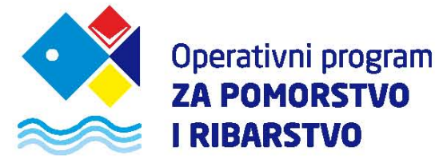 Operativni program
ZA POMORSTVO
I RIBARSTVO